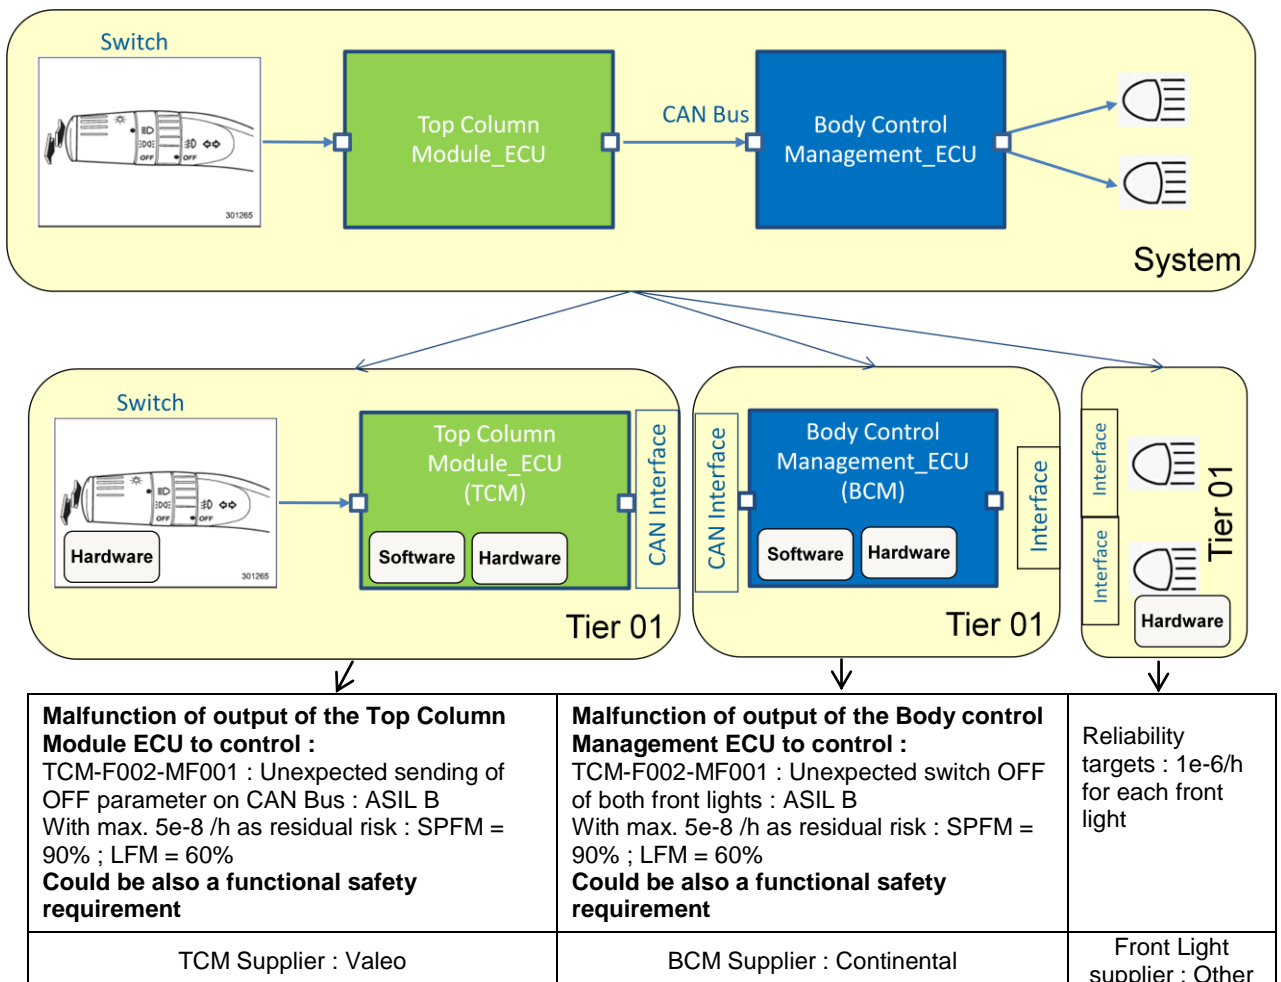 Switch
OFF
OFF
301265
Top Column
Module_ECU
CAN Bus
Body Control
Management_ECU
System
Switch
OFF
OFF
301265
Hardware
Top Column
Module_ECU
(TCM)
Software
Hardware
CAN Interface
Tier 01
CAN Interface
Body Control
Management_ECU
(BCM)
Software
Hardware
Interface
Tier 01
Interface
Interface
Hardware
Tier 01
Malfunction of output of the Top Column
Module ECU to control :
TCM-F002-MF001 : Unexpected sending of
OFF parameter on CAN Bus : ASIL B
With max. 5e-8 /h as residual risk : SPFM =
90% ; LFM = 60%
Could be also a functional safety
requirement
Malfunction of output of the Body control
Management ECU to control :
TCM-F002-MF001 : Unexpected switch OFF
of both front lights : ASIL B
With max. 5e-8 /h as residual risk : SPFM =
90% ; LFM = 60%
Could be also a functional safety
requirement
Reliability
targets : 1e-6/h
for each front
light
TCM Supplier : Valeo
BCM Supplier : Continental
Front Light
supplier : Other